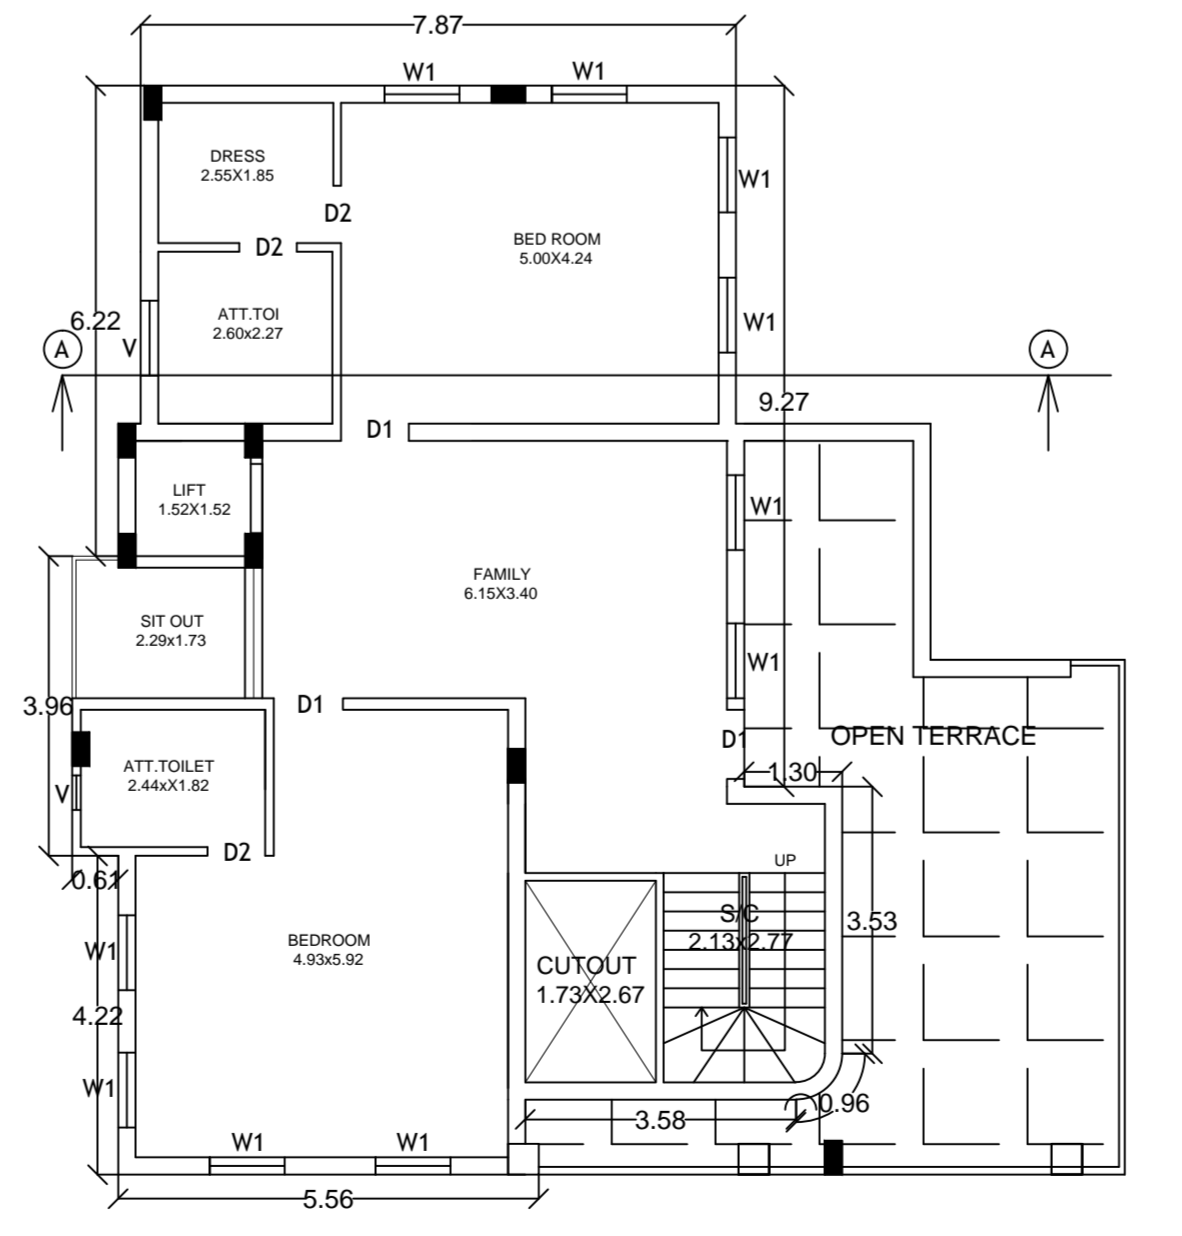 7.87
W1
W1
DRESS
2.55X1.85
W1
D2
BED ROOM
5.00X4.24
D2
ATT.TOI
2.60x2.27
6.22
W1
A
V
A
9.27
D1
LIFT
1.52X1.52
W1
FAMILY
6.15X3.40
SIT OUT
2.29x1.73
W1
D1
3.96
D1
OPEN TERRACE
ATT.TOILET
2.44xX1.82
1.30
V
D2
UP
0.61
S/C
2.13x2.77
3.53
BEDROOM
4.93x5.92
W1
CUTOUT
1.73X2.67
4.22
W1
0.96
3.58
W1
W1
5.56